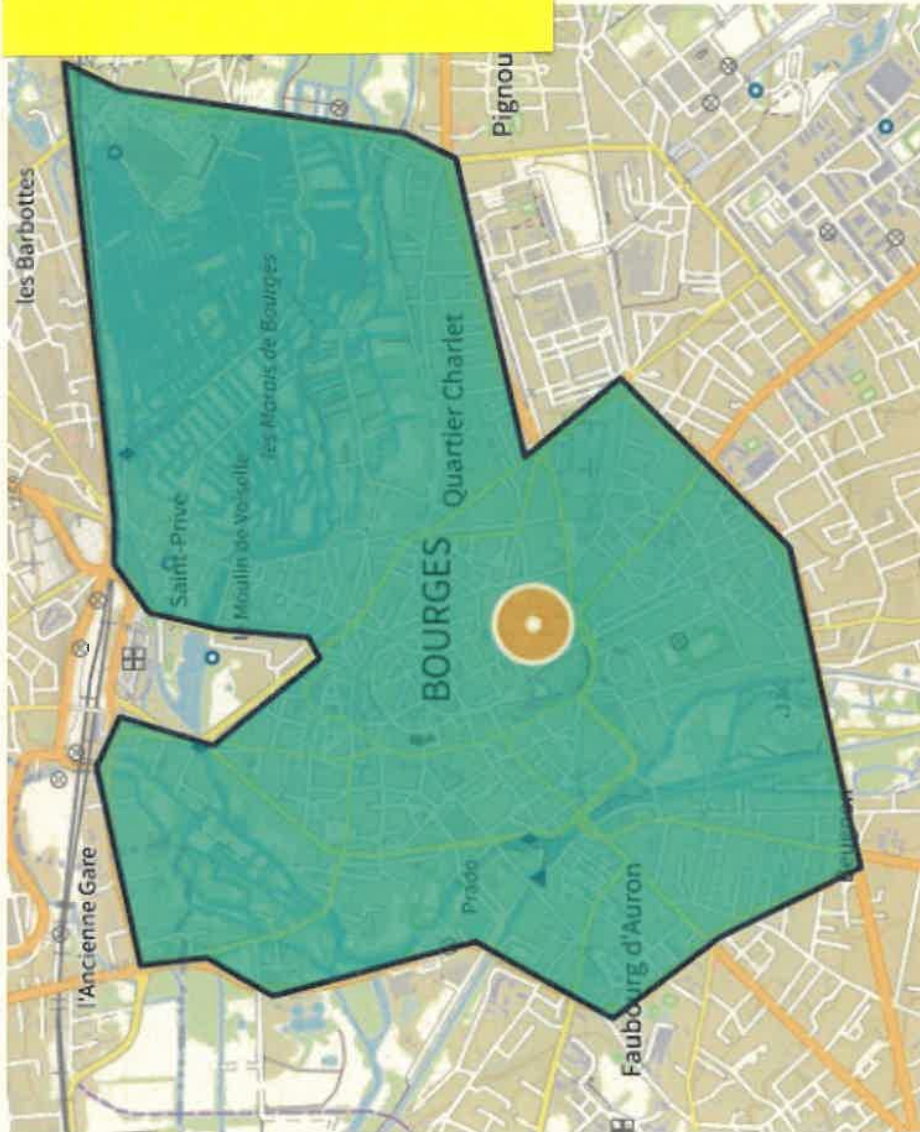 les Barbottes
Pignou
les Marais de Bourges
Quartier Charlet
Saint-Privé
Moulin de Voiselle
BOURGES
Prado
l'Ancienne Gare
Faubourg d'Auron